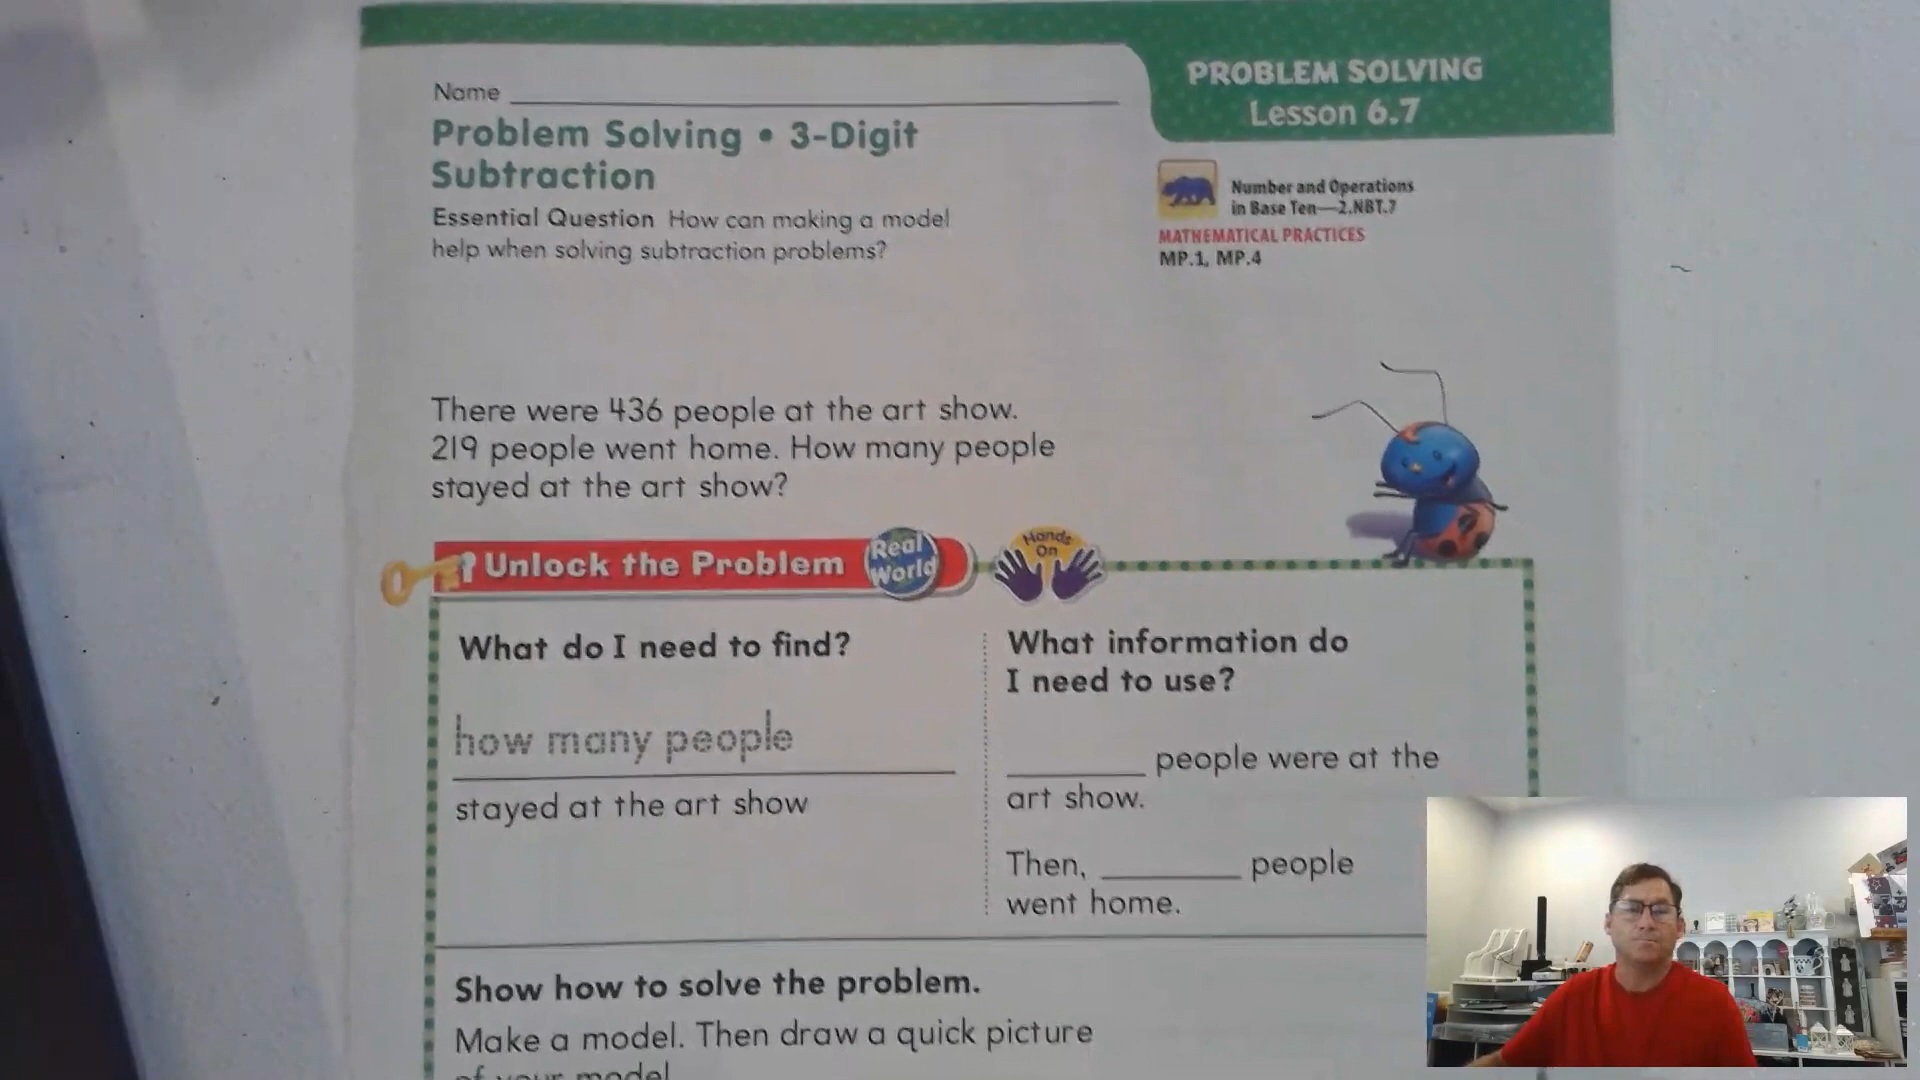 PROBLEM SOLVING
Lesson 6.7
Name
Problem Solving • 3-Digit
Subtraction
Essential Question How can making a model
help when solving subtraction problems?
Number and Operations
in Base Ten—2.NBT.7
MATHEMATICAL PRACTICES
MP.1, MP.4
There were 436 people at the art show.
219 people went home. How many people
stayed at the art show?
Unlock the Problem
Real
World
Hands
On
What do I need to find?
how many people
stayed at the art show
What information do
I need to use?
people were at the
art show.
Then, ________ people
went home.
Show how to solve the problem.
Make a model. Then draw a quick picture
of your model